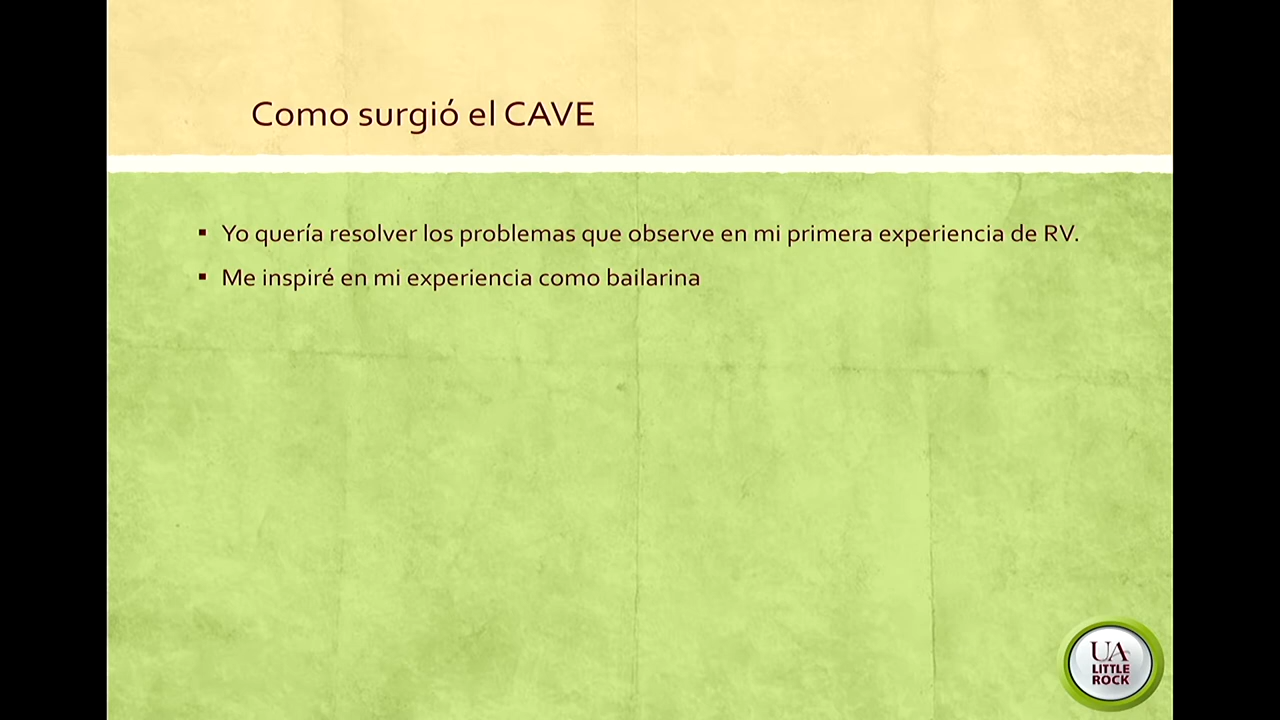 Como surgió el CAVE
▪ Yo quería resolver los problemas que observe en mi primera experiencia de RV.
▪ Me inspiré en mi experiencia como bailarina
UA
LITTLE
ROCK